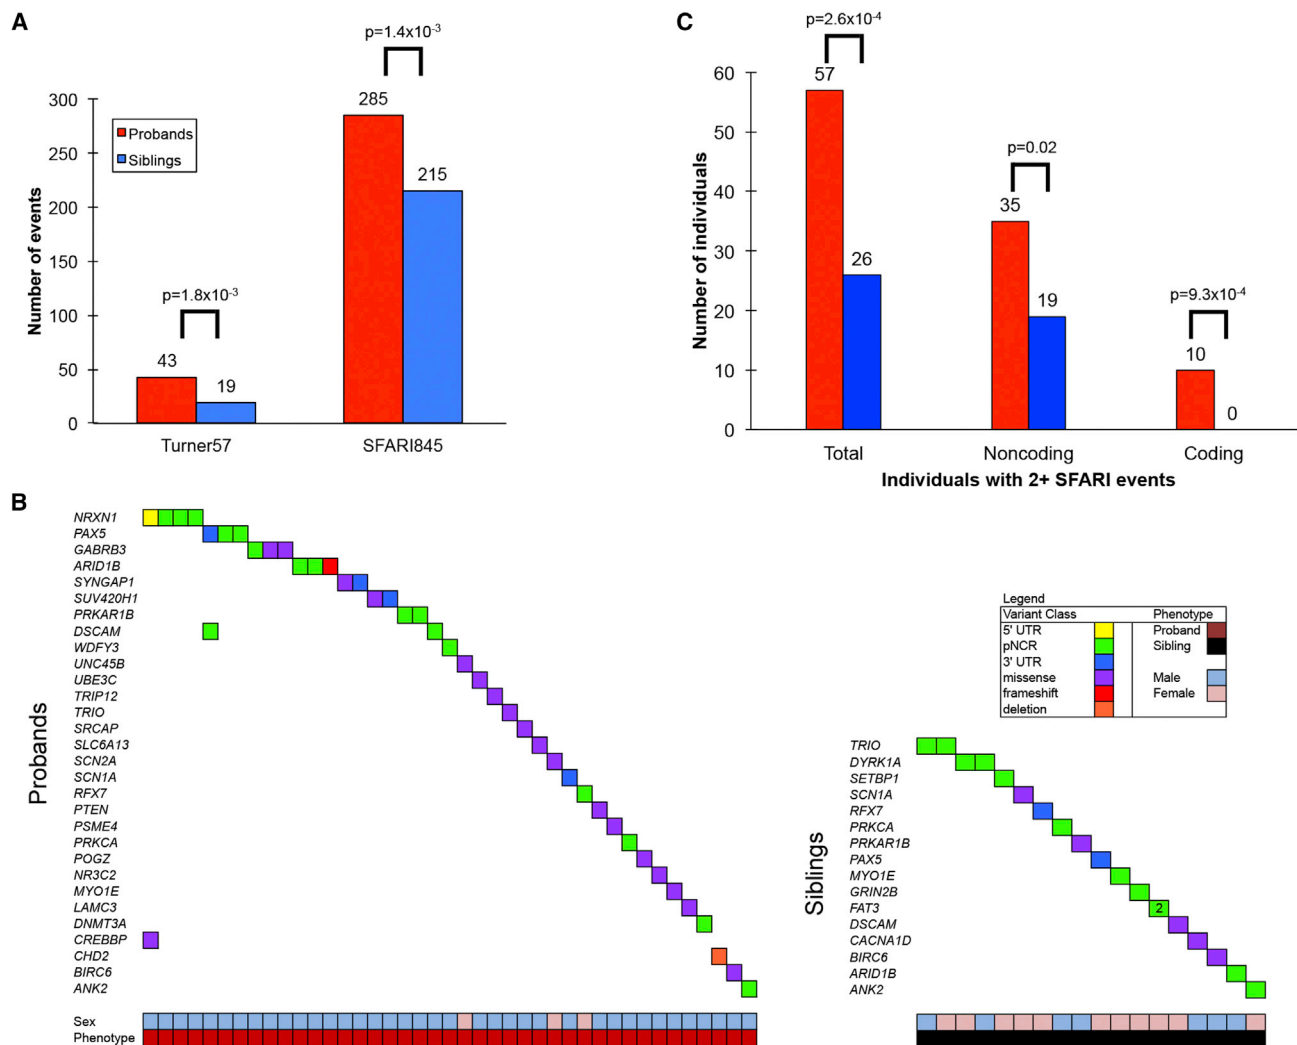 A
p=1.4x10-3
300
250
200
150
100
50
0
Number of events
Probands
Siblings
285
215
p=1.8x10-3
43
19
Turner57
SFARI845
C
p=2.6x10-4
60
50
40
30
20
10
0
Number of individuals
57
26
p=0.02
35
19
p=9.3x10-4
10
0
Total
Noncoding
Coding
Individuals with 2+ SFARI events
B
Probands
NRXN1
PAX5
GABRB3
ARID1B
SYNGAP1
SUV420H1
PRKAR1B
DSCAM
WDFY3
UNC45B
UBE3C
TRIP12
TRIO
SRCAP
SLC6A13
SCN2A
SCN1A
RFX7
PTEN
PSME4
PRKCA
POGZ
NR3C2
MYO1E
LAMC3
DNMT3A
CREBBP
CHD2
BIRC6
ANK2
Sex
Phenotype
Legend
Variant Class Phenotype
5' UTR Proband
pNCR Sibling
3' UTR
missense Male
frameshift Female
deletion
Siblings
TRIO
DYRK1A
SETBP1
SCN1A
RFX7
PRKCA
PRKAR1B
PAX5
MYO1E
GRIN2B
FAT3
2
DSCAM
CACNA1D
BIRC6
ARID1B
ANK2